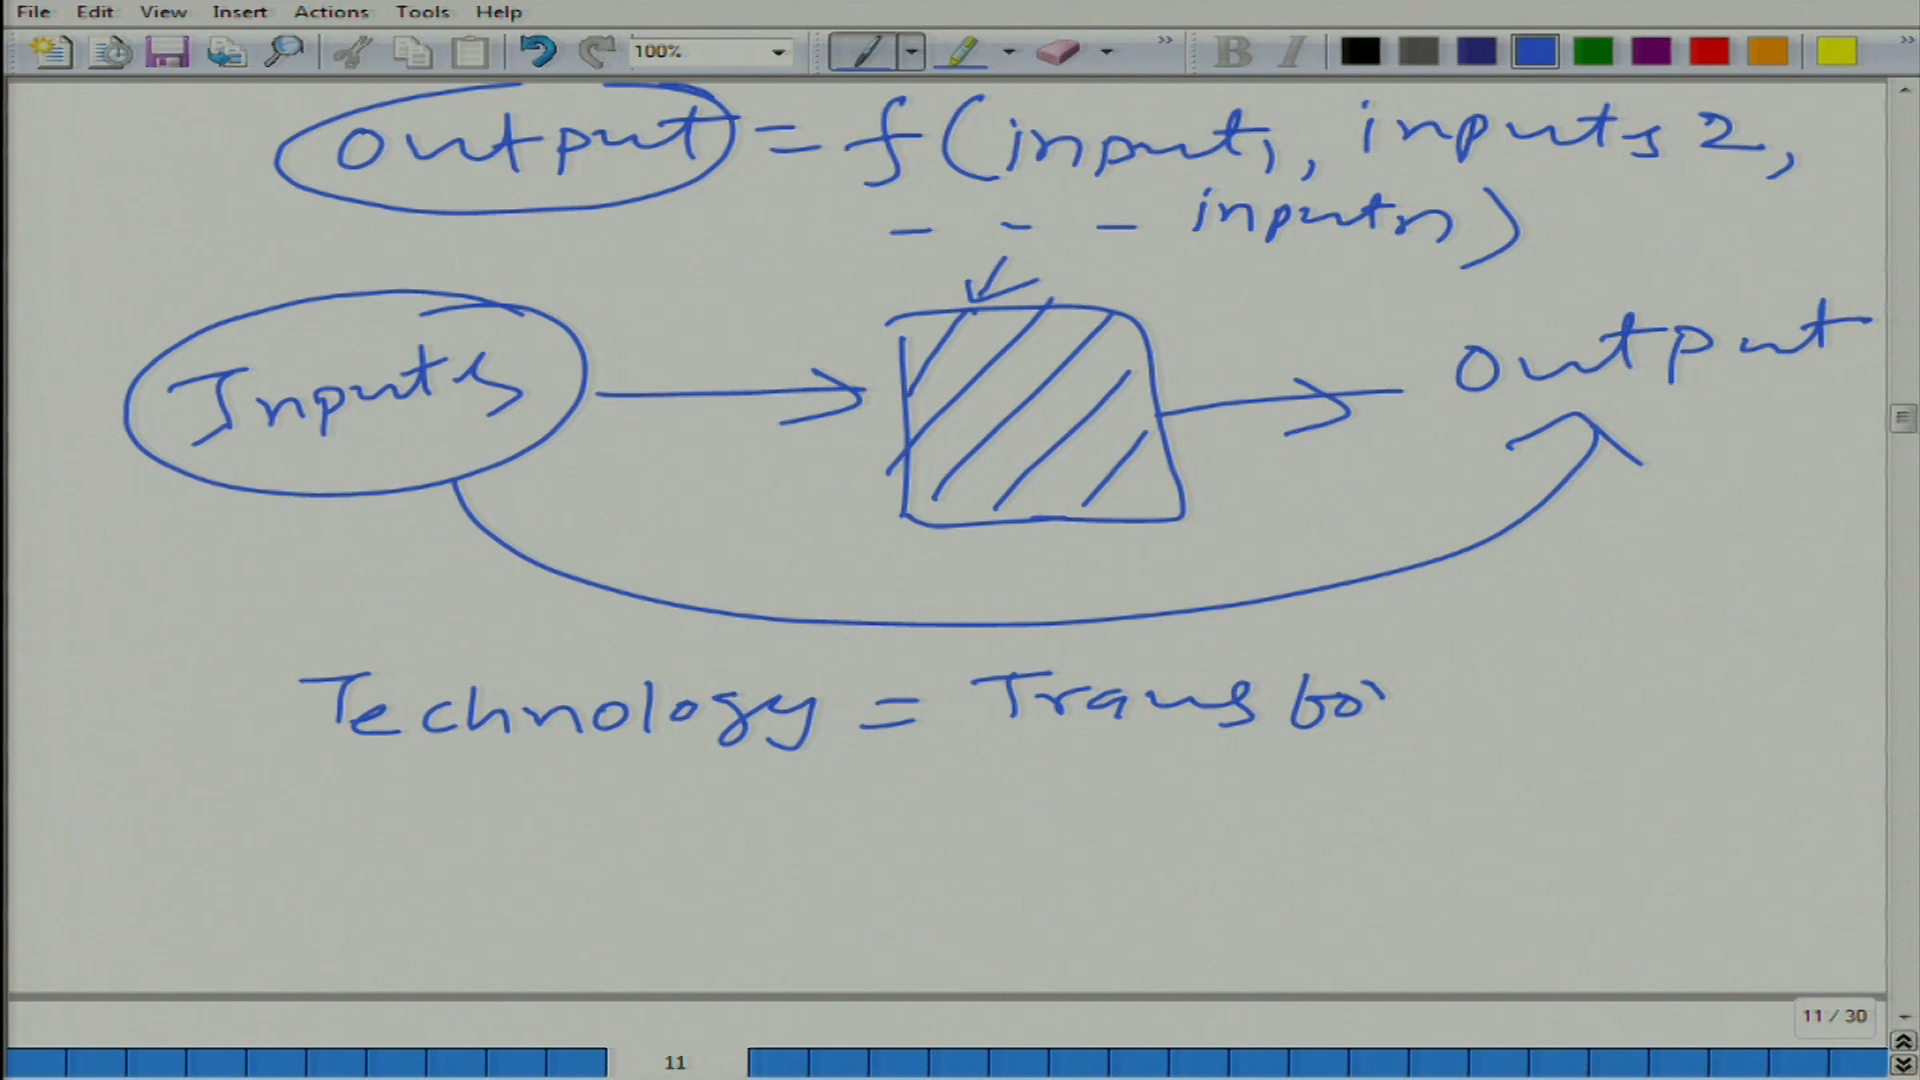 File Edit View Insert Actions Tools Help
100%
B I
output = f(input1, inputs 2,
- - - inputn)
Inputs
output
Technology = Transfor
11 / 30
11